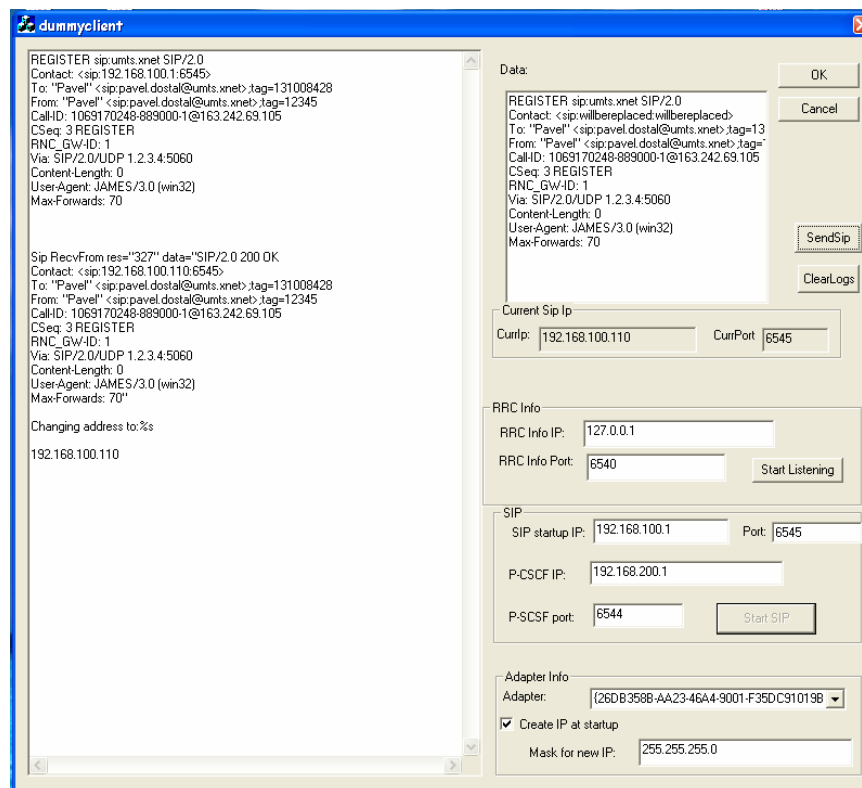 dummyclient
REGISTER sip:umts.xnet SIP/2.0
Contact: <sip:192.168.100.1:6545>
To: "Pavel" <sip:pavel.dostal@umts.xnet>;tag=131008428
From: "Pavel" <sip:pavel.dostal@umts.xnet>;tag=12345
Call-ID: 1069170248-889000-1@163.242.69.105
CSeq: 3 REGISTER
RNC_GW-ID: 1
Via: SIP/2.0/UDP 1.2.3.4:5060
Content-Length: 0
User-Agent: JAMES/3.0 (win32)
Max-Forwards: 70
Sip RecvFrom res="327" data="SIP/2.0 200 OK
Contact: <sip:192.168.100.110:6545>
To: "Pavel" <sip:pavel.dostal@umts.xnet>;tag=131008428
From: "Pavel" <sip:pavel.dostal@umts.xnet>;tag=12345
Call-ID: 1069170248-889000-1@163.242.69.105
CSeq: 3 REGISTER
RNC_GW-ID: 1
Via: SIP/2.0/UDP 1.2.3.4:5060
Content-Length: 0
User-Agent: JAMES/3.0 (win32)
Max-Forwards: 70"
Changing address to:%s
192.168.100.110
Data:
REGISTER sip:umts.xnet SIP/2.0
Contact: <sip:willbereplaced:willbereplaced>
To: "Pavel" <sip:pavel.dostal@umts.xnet>;tag=13
From: "Pavel" <sip:pavel.dostal@umts.xnet>;tag='
Call-ID: 1069170248-889000-1@163.242.69.105
CSeq: 3 REGISTER
RNC_GW-ID: 1
Via: SIP/2.0/UDP 1.2.3.4:5060
Content-Length: 0
User-Agent: JAMES/3.0 (win32)
Max-Forwards: 70
OK
Cancel
SendSip
ClearLogs
Current Sip Ip
CurrIp: 192.168.100.110 CurrPort 6545
RRC Info
RRC Info IP: 127.0.0.1
RRC Info Port: 6540 Start Listening
SIP
SIP startup IP: 192.168.100.1 Port: 6545
P-CSCF IP: 192.168.200.1
P-SCSF port: 6544 Start SIP
Adapter Info
Adapter: {26DB358B-AA23-46A4-9001-F35DC91019B
Create IP at startup
Mask for new IP: 255.255.255.0